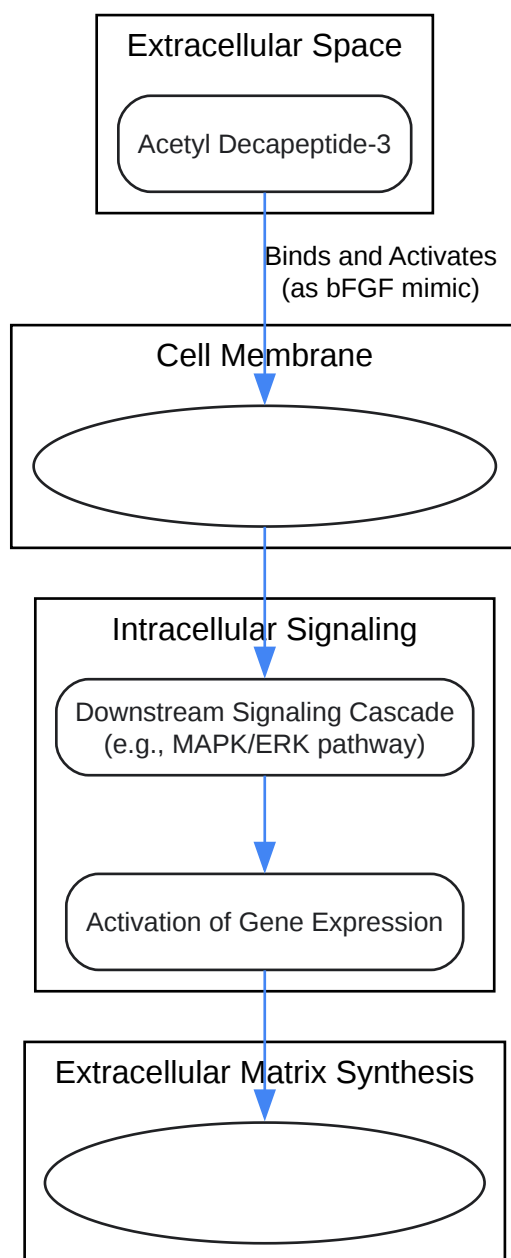 Extracellular Space
Acetyl Decapeptide-3
Binds and Activates
(as bFGF mimic)
Cell Membrane
Intracellular Signaling
Downstream Signaling Cascade
(e.g., MAPK/ERK pathway)
Activation of Gene Expression
Extracellular Matrix Synthesis